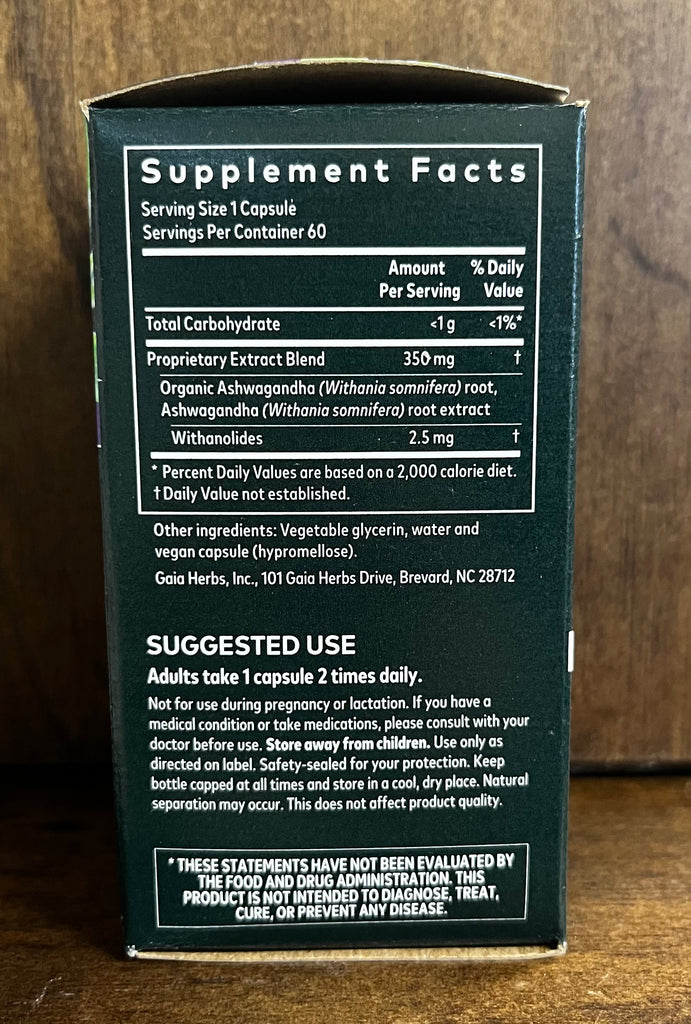 Supplement Facts
Serving Size 1 Capsule
Servings Per Container 60
Amount Per Serving % Daily Value
Total Carbohydrate <1 g <1%*
Proprietary Extract Blend 350 mg †
Organic Ashwagandha (Withania somnifera) root,
Ashwagandha (Withania somnifera) root extract
Withanolides 2.5 mg †
* Percent Daily Values are based on a 2,000 calorie diet.
† Daily Value not established.
Other ingredients: Vegetable glycerin, water and
vegan capsule (hypromellose).
Gaia Herbs, Inc., 101 Gaia Herbs Drive, Brevard, NC 28712
SUGGESTED USE
Adults take 1 capsule 2 times daily.
Not for use during pregnancy or lactation. If you have a
medical condition or take medications, please consult with your
doctor before use. Store away from children. Use only as
directed on label. Safety-sealed for your protection. Keep
bottle capped at all times and store in a cool, dry place. Natural
separation may occur. This does not affect product quality.
* THESE STATEMENTS HAVE NOT BEEN EVALUATED BY
THE FOOD AND DRUG ADMINISTRATION. THIS
PRODUCT IS NOT INTENDED TO DIAGNOSE, TREAT,
CURE, OR PREVENT ANY DISEASE.